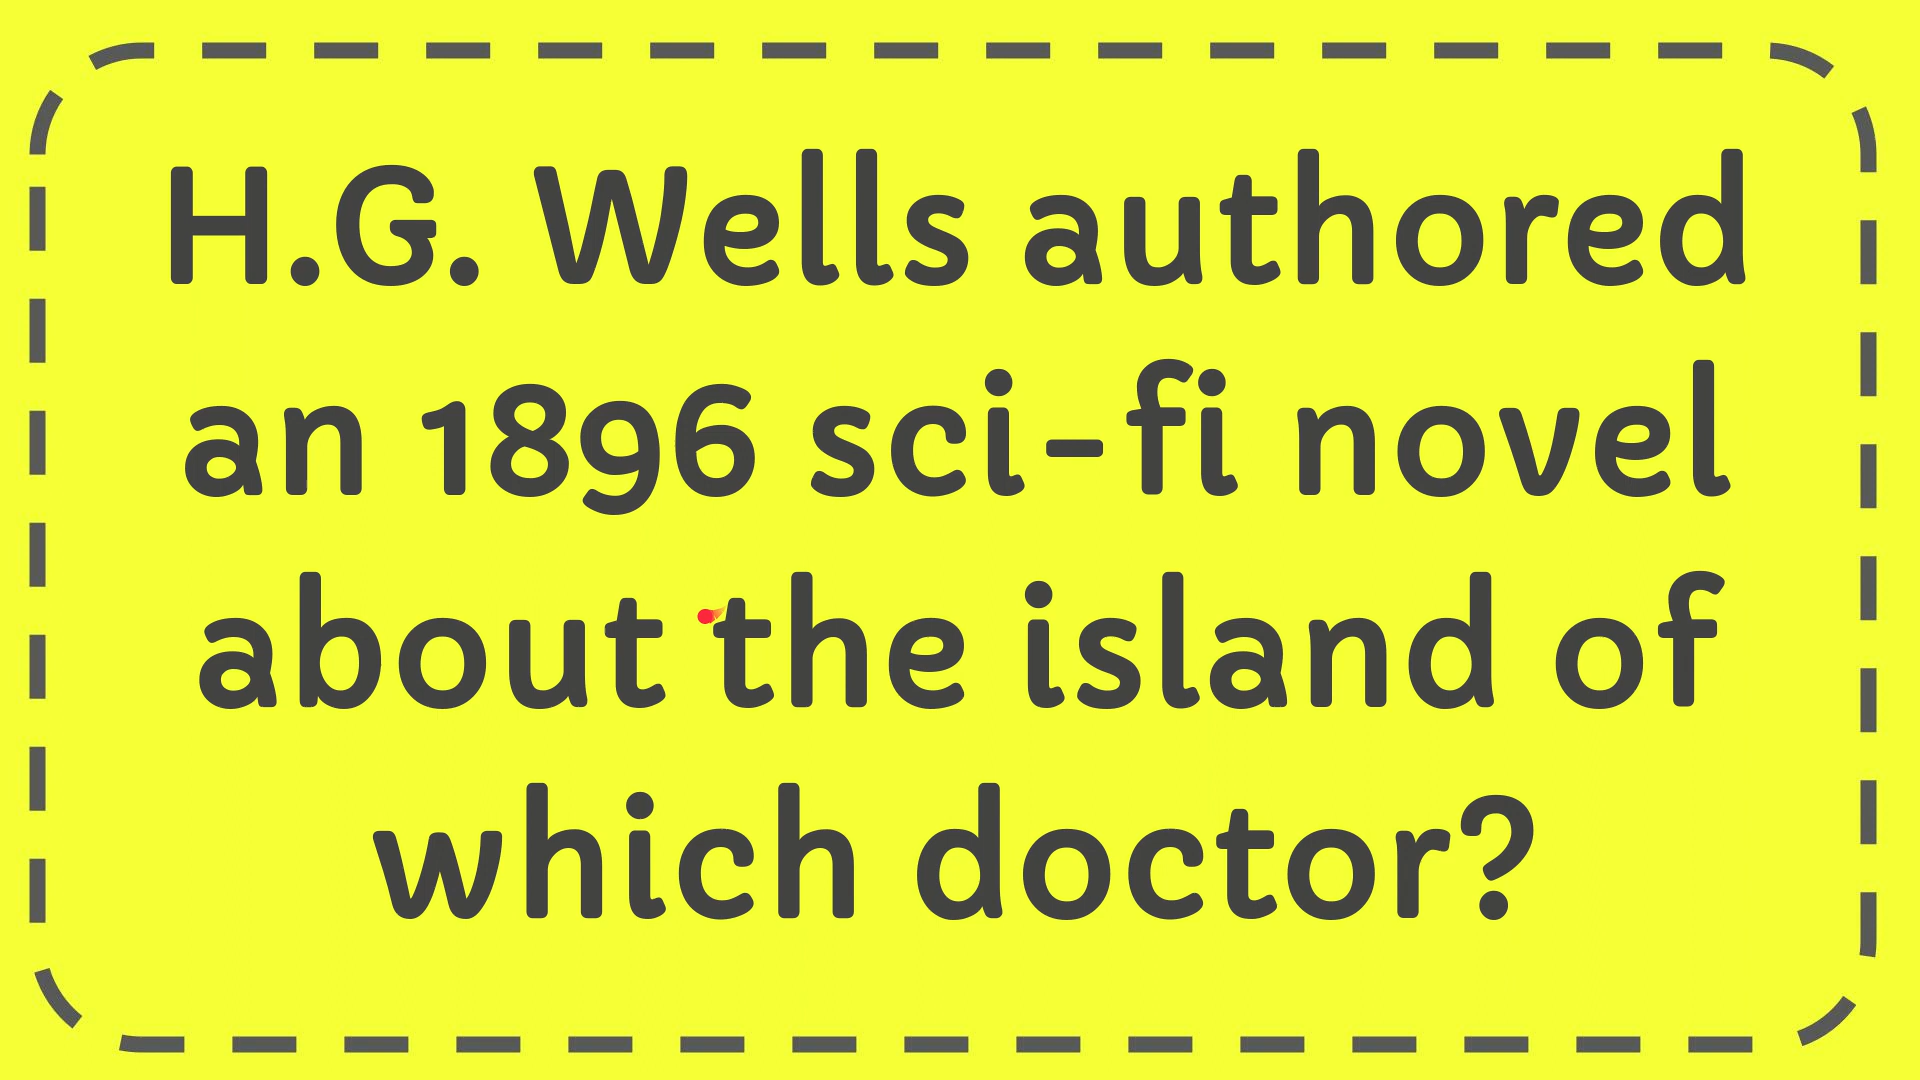 H.G. Wells authored
an 1896 sci-fi novel
about the island of
which doctor?